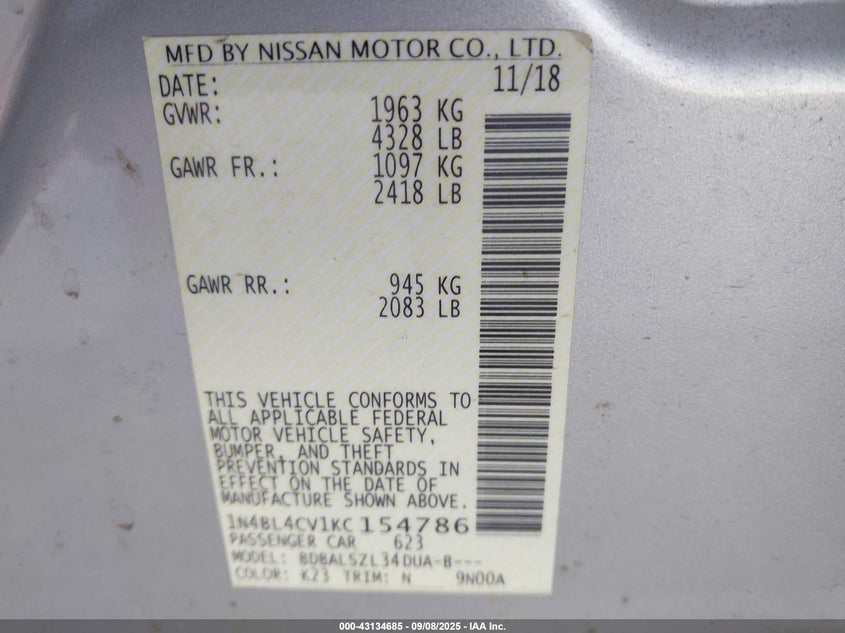 MFD BY NISSAN MOTOR CO., LTD.
DATE: 11/18
GVWR: 1963 KG
4328 LB
GAWR FR.: 1097 KG
2418 LB
GAWR RR.: 945 KG
2083 LB
THIS VEHICLE CONFORMS TO
ALL APPLICABLE FEDERAL
MOTOR VEHICLE SAFETY,
BUMPER, AND THEFT
PREVENTION STANDARDS IN
EFFECT ON THE DATE OF
MANUFACTURE SHOWN ABOVE.
1N4BL4CV1KC154786
PASSENGER CAR 623
MODEL: BDBALSZL34DUA-B---
COLOR: K23 TRIM: N 9N00A
000-43134685 - 09/08/2025 - IAA Inc.